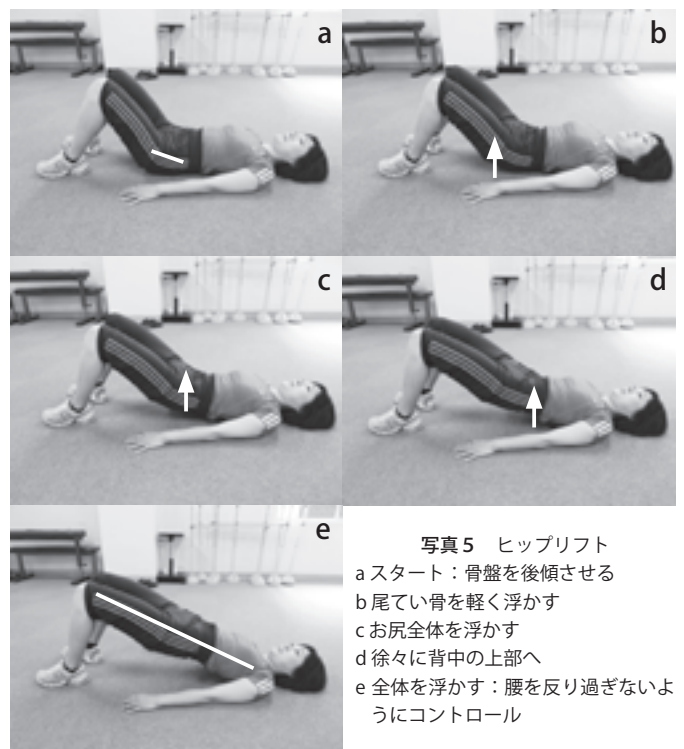 a
b
c
d
e
写真5 ヒップリフト
a スタート：骨盤を後傾させる
b 尾てい骨を軽く浮かす
c お尻全体を浮かす
d 徐々に背中の上部へ
e 全体を浮かす：腰を反り過ぎないよ
うにコントロール